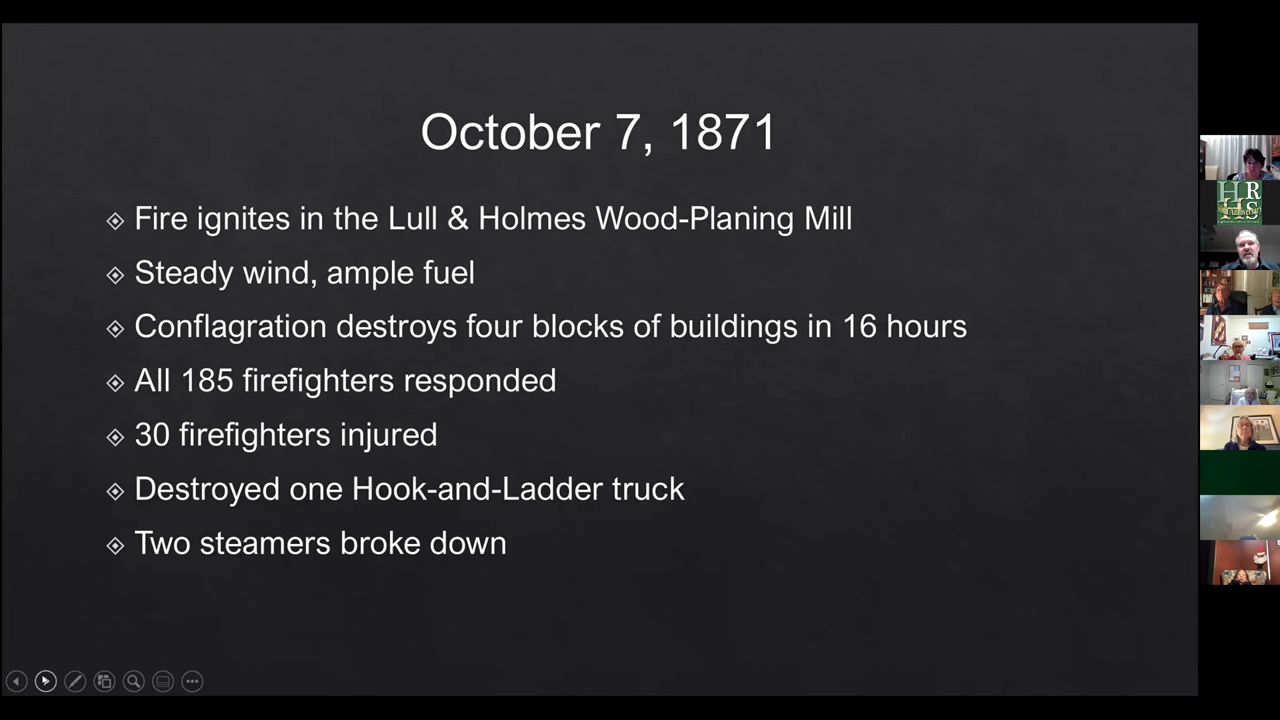 October 7, 1871
Fire ignites in the Lull & Holmes Wood-Planing Mill
Steady wind, ample fuel
Conflagration destroys four blocks of buildings in 16 hours
All 185 firefighters responded
30 firefighters injured
Destroyed one Hook-and-Ladder truck
Two steamers broke down
H R
H S